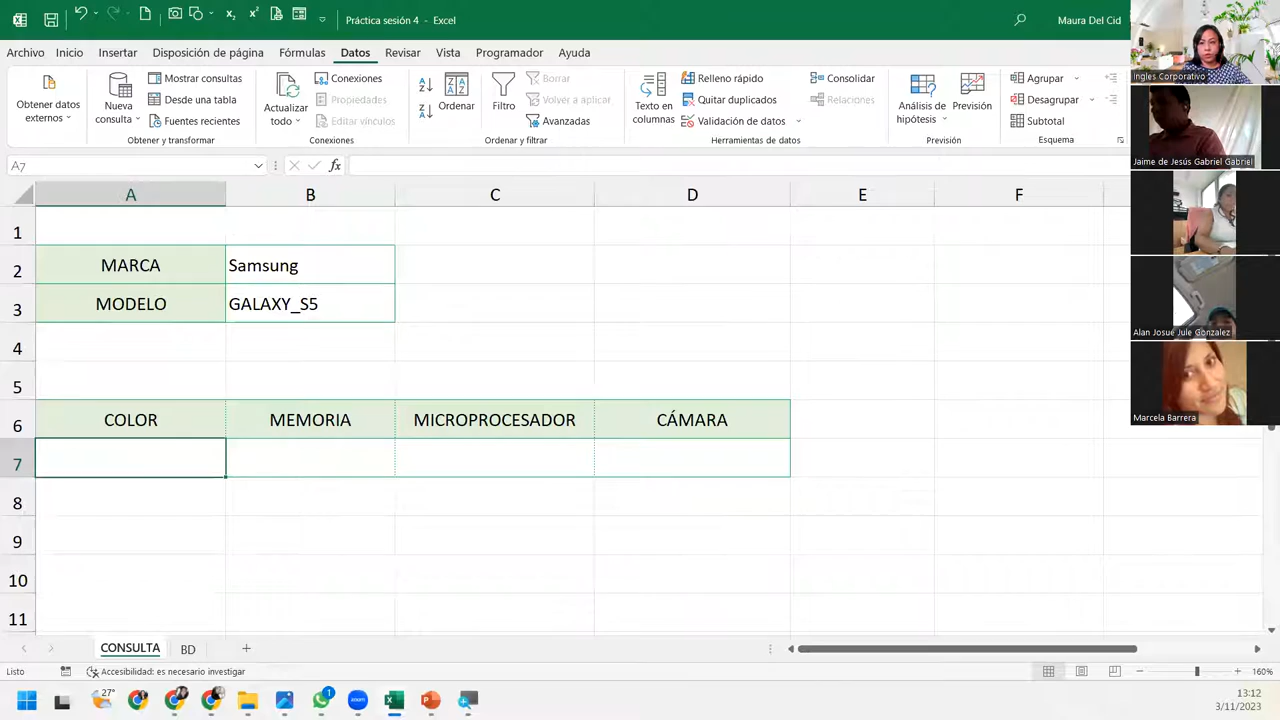 Práctica sesión 4 - Excel
Maura Del Cid
Archivo Inicio Insertar Disposición de página Fórmulas Datos Revisar Vista Programador Ayuda
Obtener datos externos
Nueva consulta
Mostrar consultas
Desde una tabla
Fuentes recientes
Obtener y transformar
Actualizar todo
Conexiones
Propiedades
Editar vínculos
Conexiones
Ordenar
Filtro
Borrar
Volver a aplicar
Avanzadas
Ordenar y filtrar
Texto en columnas
Relleno rápido
Quitar duplicados
Validación de datos
Consolidar
Relaciones
Herramientas de datos
Análisis de hipótesis
Previsión
Previsión
Agrupar
Desagrupar
Subtotal
Esquema
A7
fx
A B C D E F
1
2 MARCA Samsung
3 MODELO GALAXY_S5
4
5
6 COLOR MEMORIA MICROPROCESADOR CÁMARA
7
8
9
10
11
CONSULTA BD
Listo
Accesibilidad: es necesario investigar
160%
27°
1
zoom
13:12
3/11/2023
Ingles Corporativo
Jaime de Jesús Gabriel Gabriel
Alan Josué Jule Gonzalez
Marcela Barrera